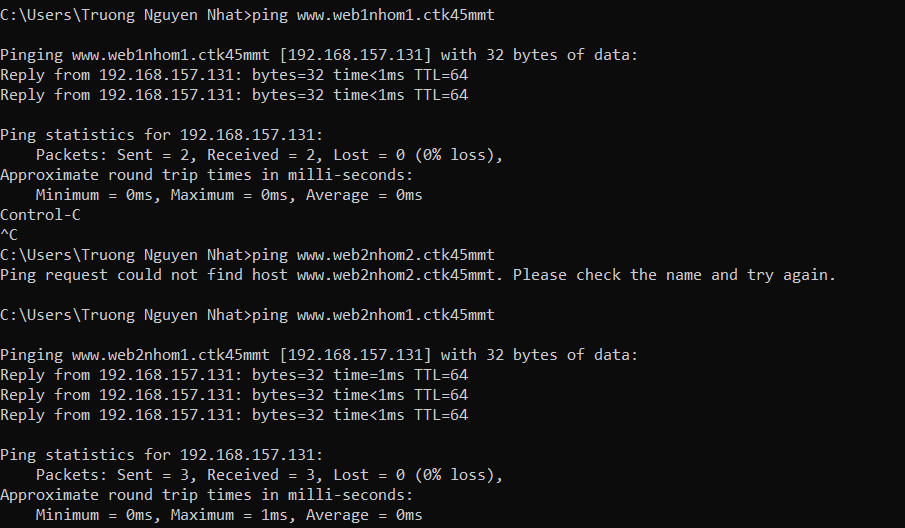 C:\Users\Truong Nguyen Nhat>ping www.web1nhom1.ctk45mmt
Pinging www.web1nhom1.ctk45mmt [192.168.157.131] with 32 bytes of data:
Reply from 192.168.157.131: bytes=32 time<1ms TTL=64
Reply from 192.168.157.131: bytes=32 time<1ms TTL=64
Ping statistics for 192.168.157.131:
    Packets: Sent = 2, Received = 2, Lost = 0 (0% loss),
Approximate round trip times in milli-seconds:
    Minimum = 0ms, Maximum = 0ms, Average = 0ms
Control-C
^C
C:\Users\Truong Nguyen Nhat>ping www.web2nhom2.ctk45mmt
Ping request could not find host www.web2nhom2.ctk45mmt. Please check the name and try again.
C:\Users\Truong Nguyen Nhat>ping www.web2nhom1.ctk45mmt
Pinging www.web2nhom1.ctk45mmt [192.168.157.131] with 32 bytes of data:
Reply from 192.168.157.131: bytes=32 time=1ms TTL=64
Reply from 192.168.157.131: bytes=32 time<1ms TTL=64
Reply from 192.168.157.131: bytes=32 time<1ms TTL=64
Ping statistics for 192.168.157.131:
    Packets: Sent = 3, Received = 3, Lost = 0 (0% loss),
Approximate round trip times in milli-seconds:
    Minimum = 0ms, Maximum = 1ms, Average = 0ms